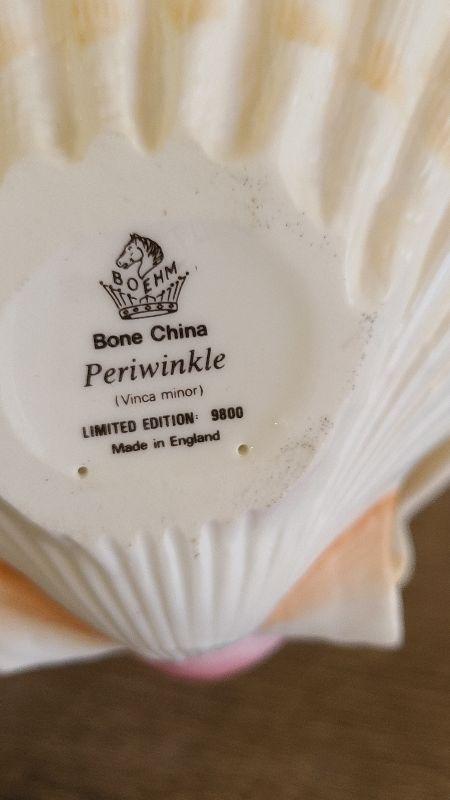 BOEHM
Bone China
Periwinkle
(Vinca minor)
LIMITED EDITION: 9800
Made in England